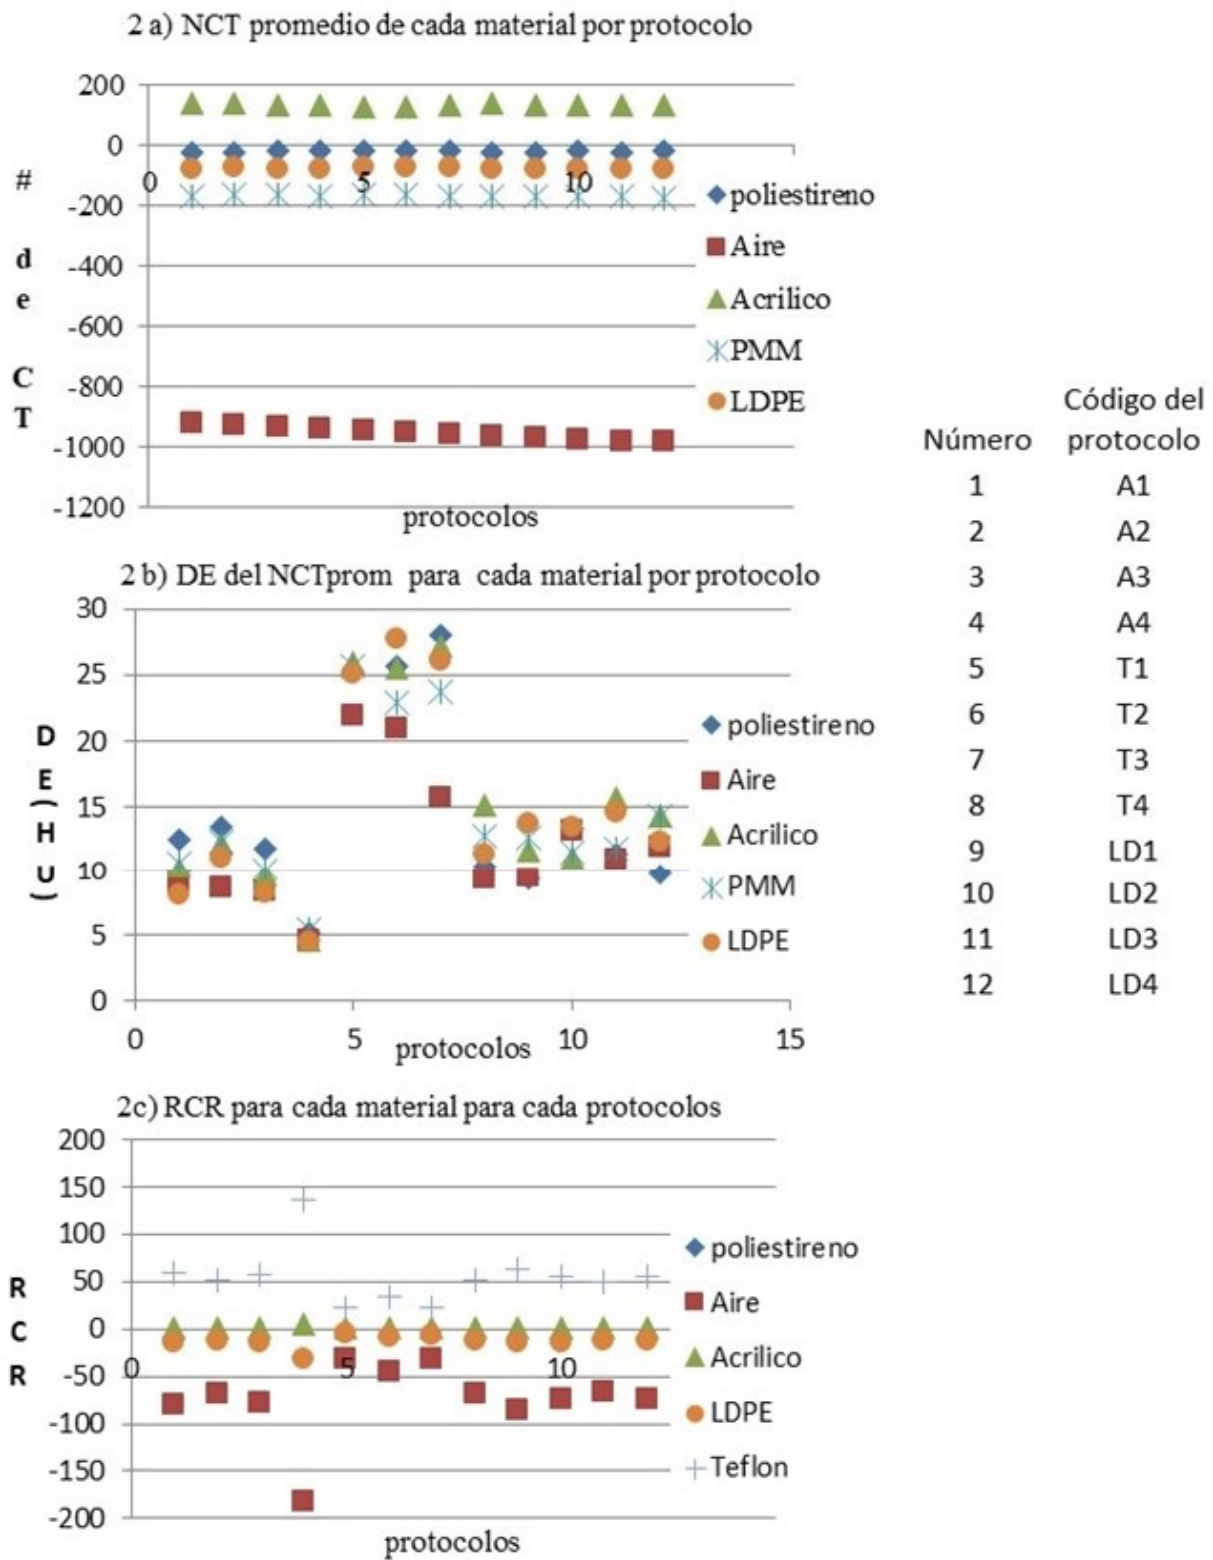 2 a) NCT promedio de cada material por protocolo
200
0
-200
-400
-600
-800
-1000
-1200
# de CT
0 5 10
protocolos
poliestireno
Aire
Acrilico
PMM
LDPE
2 b) DE del NCTprom para cada material por protocolo
30
25
20
15
10
5
0
DE)HU(
0 5 10 15
protocolos
poliestireno
Aire
Acrilico
PMM
LDPE
2c) RCR para cada material para cada protocolos
200
150
100
50
0
-50
-100
-150
-200
RCR
0 5 10
protocolos
poliestireno
Aire
Acrilico
LDPE
Teflon
Código del
Número protocolo
1 A1
2 A2
3 A3
4 A4
5 T1
6 T2
7 T3
8 T4
9 LD1
10 LD2
11 LD3
12 LD4